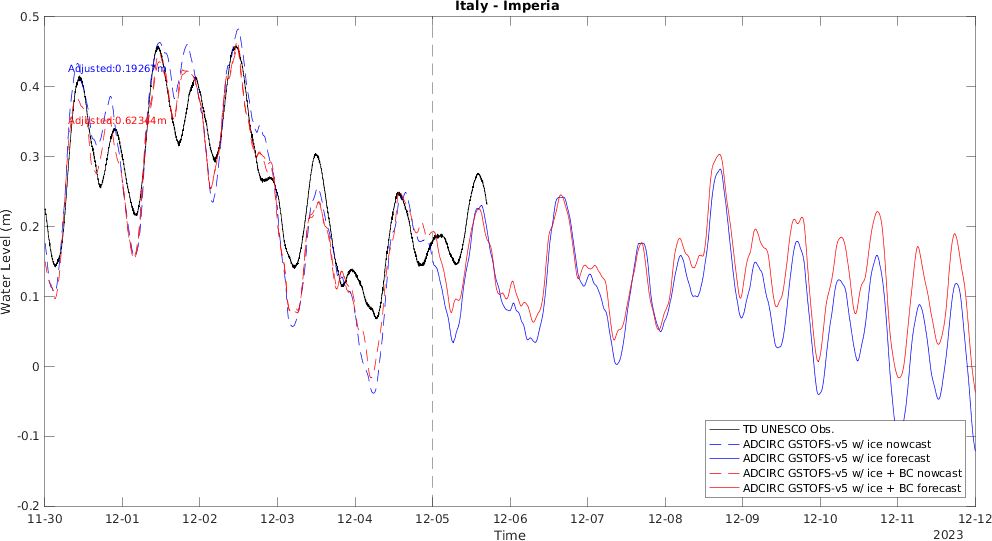 Italy - Imperia
Water Level (m)
0.5
0.4
0.3
0.2
0.1
0
-0.1
-0.2
Adjusted:0.19267m
Adjusted:0.62344m
TD UNESCO Obs.
ADCIRC GSTOFS-v5 w/ ice nowcast
ADCIRC GSTOFS-v5 w/ ice forecast
ADCIRC GSTOFS-v5 w/ ice + BC nowcast
ADCIRC GSTOFS-v5 w/ ice + BC forecast
11-30 12-01 12-02 12-03 12-04 12-05 12-06 12-07 12-08 12-09 12-10 12-11 12-12
Time
2023